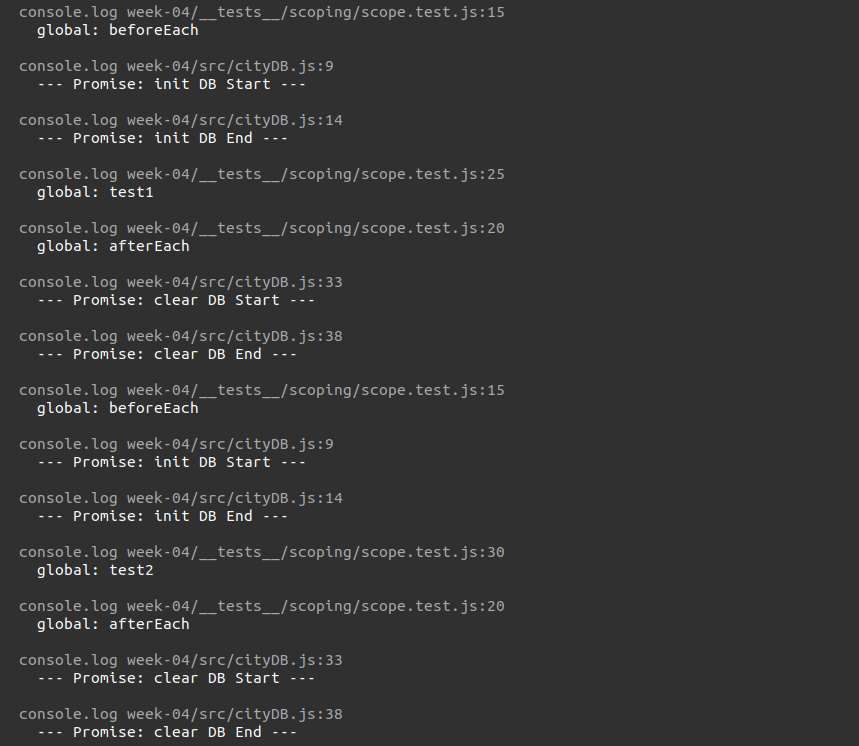 console.log week-04/__tests__/scoping/scope.test.js:15
global: beforeEach
console.log week-04/src/cityDB.js:9
--- Promise: init DB Start ---
console.log week-04/src/cityDB.js:14
--- Promise: init DB End ---
console.log week-04/__tests__/scoping/scope.test.js:25
global: test1
console.log week-04/__tests__/scoping/scope.test.js:20
global: afterEach
console.log week-04/src/cityDB.js:33
--- Promise: clear DB Start ---
console.log week-04/src/cityDB.js:38
--- Promise: clear DB End ---
console.log week-04/__tests__/scoping/scope.test.js:15
global: beforeEach
console.log week-04/src/cityDB.js:9
--- Promise: init DB Start ---
console.log week-04/src/cityDB.js:14
--- Promise: init DB End ---
console.log week-04/__tests__/scoping/scope.test.js:30
global: test2
console.log week-04/__tests__/scoping/scope.test.js:20
global: afterEach
console.log week-04/src/cityDB.js:33
--- Promise: clear DB Start ---
console.log week-04/src/cityDB.js:38
--- Promise: clear DB End ---